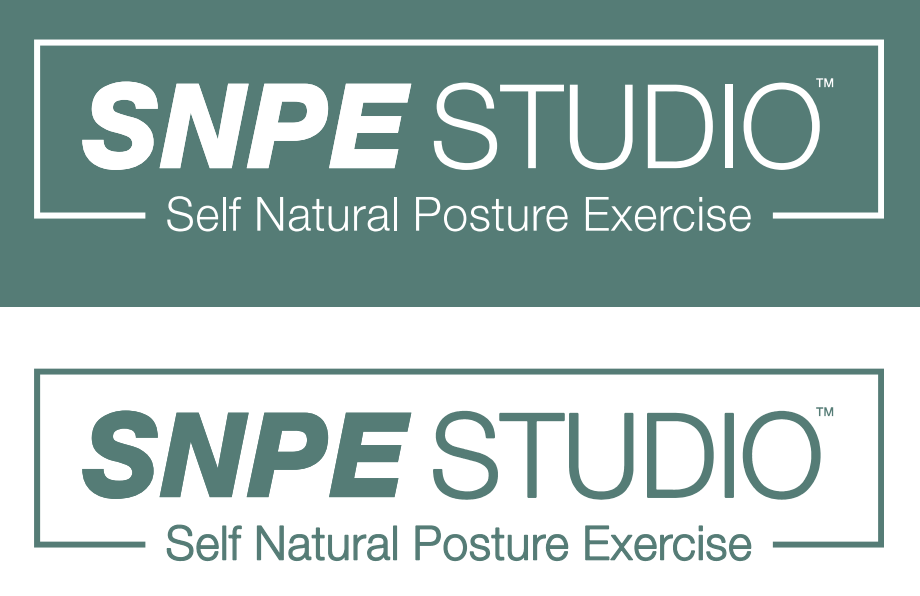 SNPE STUDIO™
Self Natural Posture Exercise
SNPE STUDIO™
Self Natural Posture Exercise